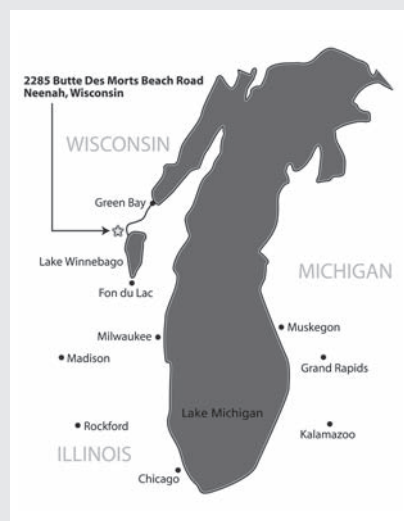 2285 Butte Des Morts Beach Road
Neenah, Wisconsin
WISCONSIN
Green Bay
Lake Winnebago
Fon du Lac
MICHIGAN
Milwaukee
Muskegon
Madison
Grand Rapids
Lake Michigan
Rockford
Kalamazoo
ILLINOIS
Chicago